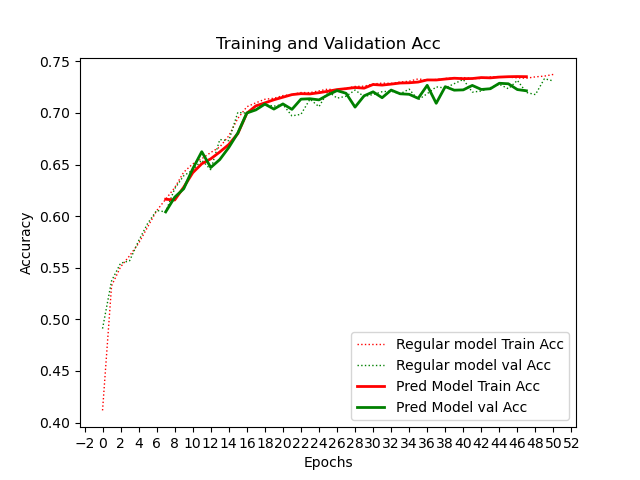 Training and Validation Acc
0.75
0.70
0.65
0.60
0.55
0.50
0.45
0.40
Accuracy
Regular model Train Acc
Regular model val Acc
Pred Model Train Acc
Pred Model val Acc
−2 0 2 4 6 8 10 12 14 16 18 20 22 24 26 28 30 32 34 36 38 40 42 44 46 48 50 52
Epochs